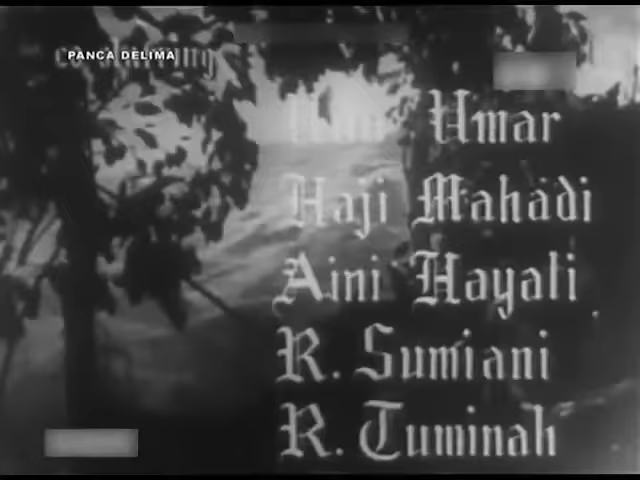 PANCA DELIMA
Umar
Haji Mahadi
Aini Hayati
R. Sumiani
R. Tuminah